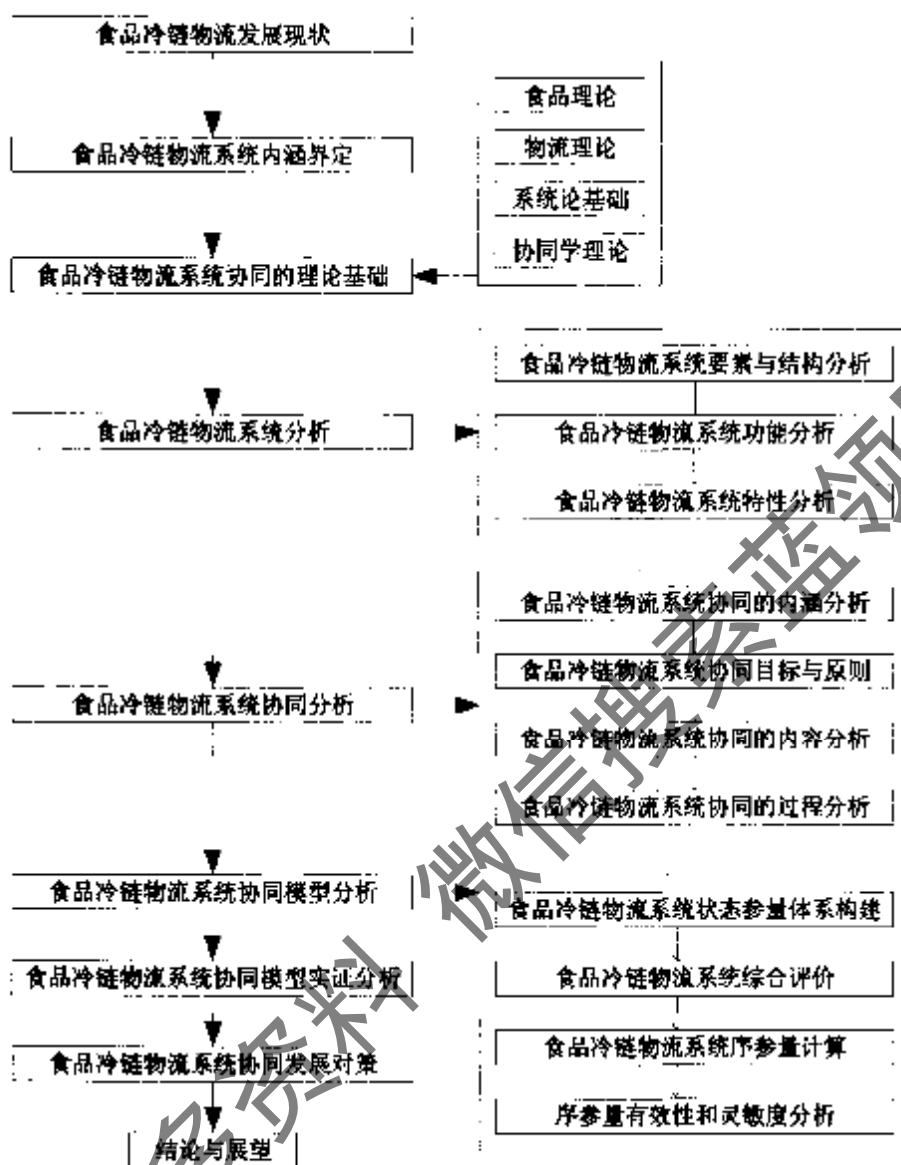 食品冷链物流发展现状
食品冷链物流系统内涵界定
食品冷链物流系统协同的理论基础
食品理论
物流理论
系统论基础
协同学理论
食品冷链物流系统分析
食品冷链物流系统要素与结构分析
食品冷链物流系统功能分析
食品冷链物流系统特性分析
食品冷链物流系统协同分析
食品冷链物流系统协同的内涵分析
食品冷链物流系统协同目标与原则
食品冷链物流系统协同的内容分析
食品冷链物流系统协同的过程分析
食品冷链物流系统协同模型分析
食品冷链物流系统状态参量体系构建
食品冷链物流系统综合评价
食品冷链物流系统序参量计算
序参量有效性和灵敏度分析
食品冷链物流系统协同模型实证分析
食品冷链物流系统协同发展对策
结论与展望
多资料 微信搜索蓝领